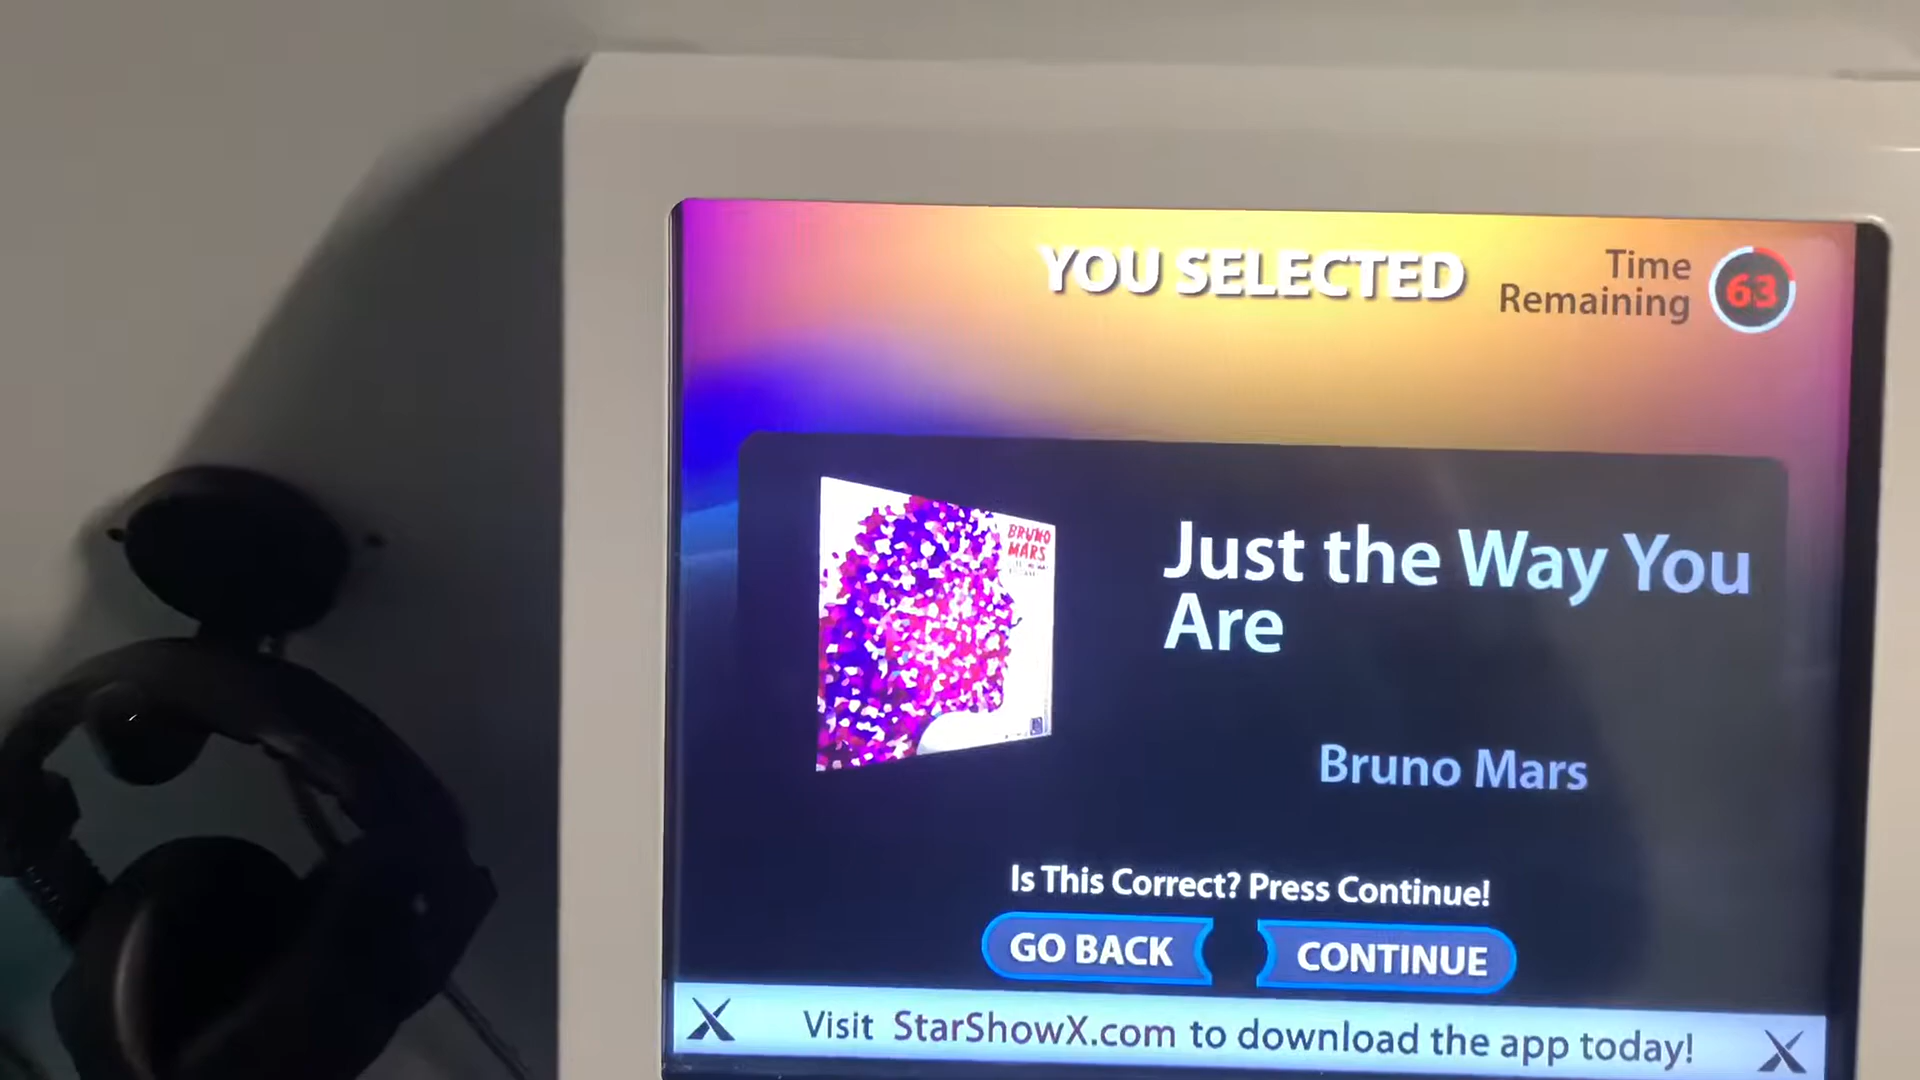 YOU SELECTED
Time
Remaining
63
BRUNO
MARS
Just the Way You
Are
Bruno Mars
Is This Correct? Press Continue!
GO BACK
CONTINUE
Visit StarShowX.com to download the app today!